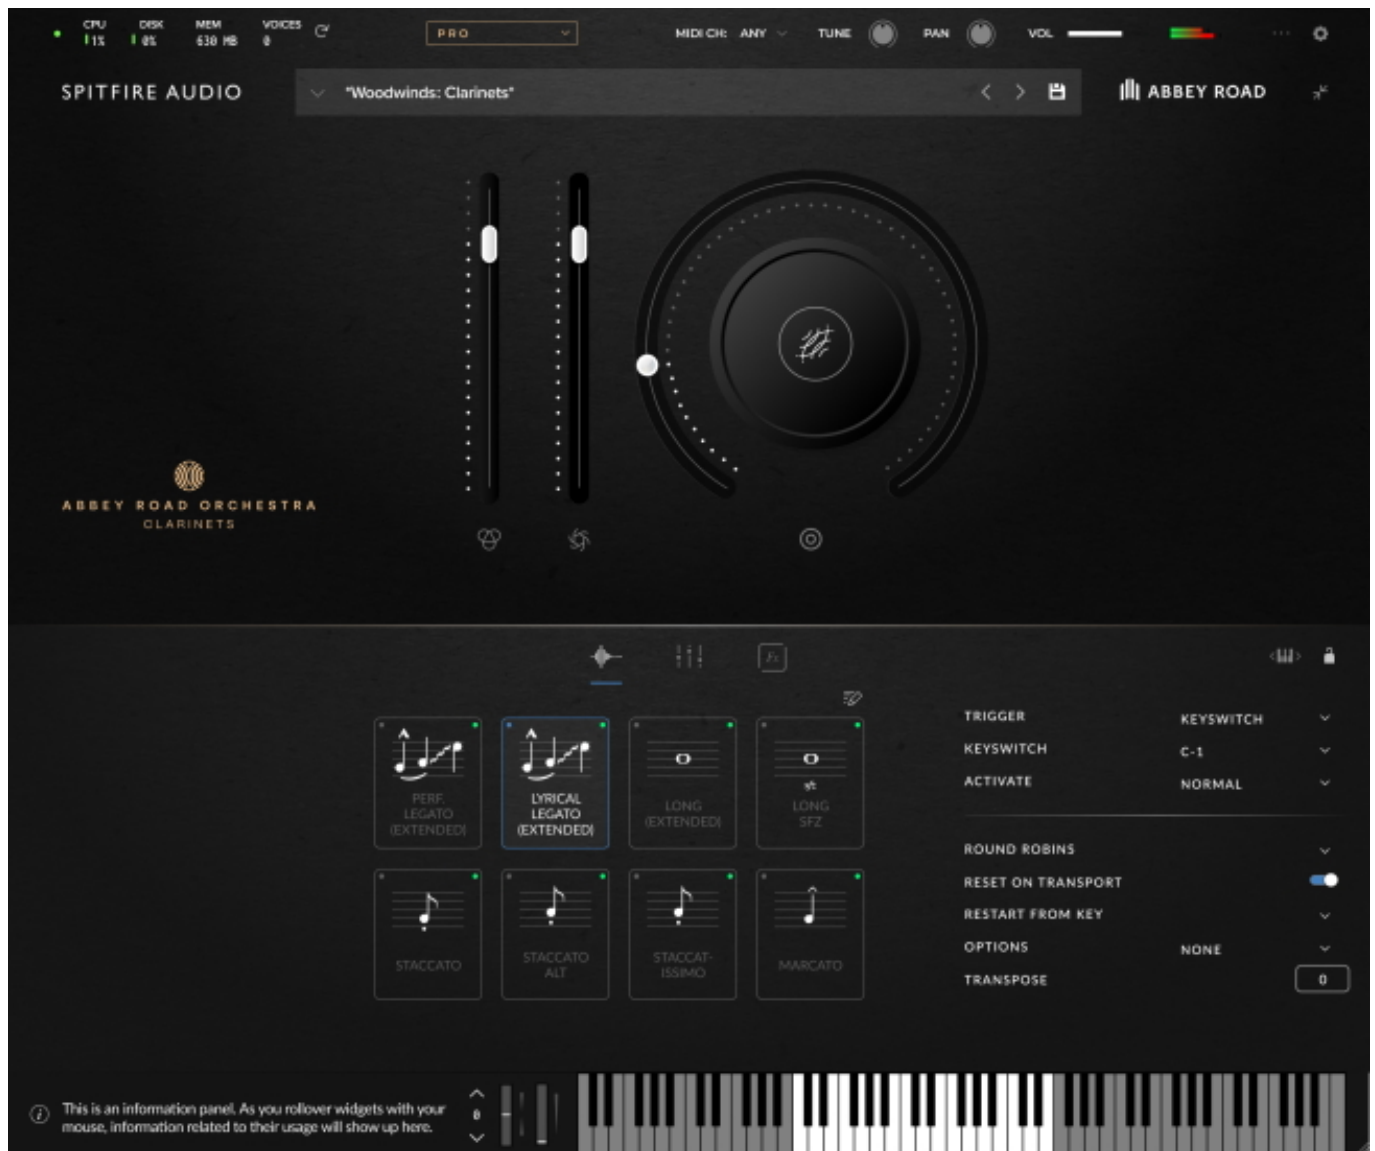 CPU DISK MEM VOICES
1% 0% 630 MB 0
PRO
MIDI CH: ANY TUNE PAN VOL
SPITFIRE AUDIO
"Woodwinds: Clarinets"
ABBEY ROAD
ABBEY ROAD ORCHESTRA
CLARINETS
Fx
PERF.
LEGATO
(EXTENDED)
LYRICAL
LEGATO
(EXTENDED)
LONG
(EXTENDED)
LONG
SFZ
STACCATO
STACCATO
ALT
STACCAT-
ISSIMO
MARCATO
TRIGGER KEYSWITCH
KEYSWITCH C-1
ACTIVATE NORMAL
ROUND ROBINS
RESET ON TRANSPORT
RESTART FROM KEY
OPTIONS NONE
TRANSPOSE 0
This is an information panel. As you rollover widgets with your
mouse, information related to their usage will show up here.
0